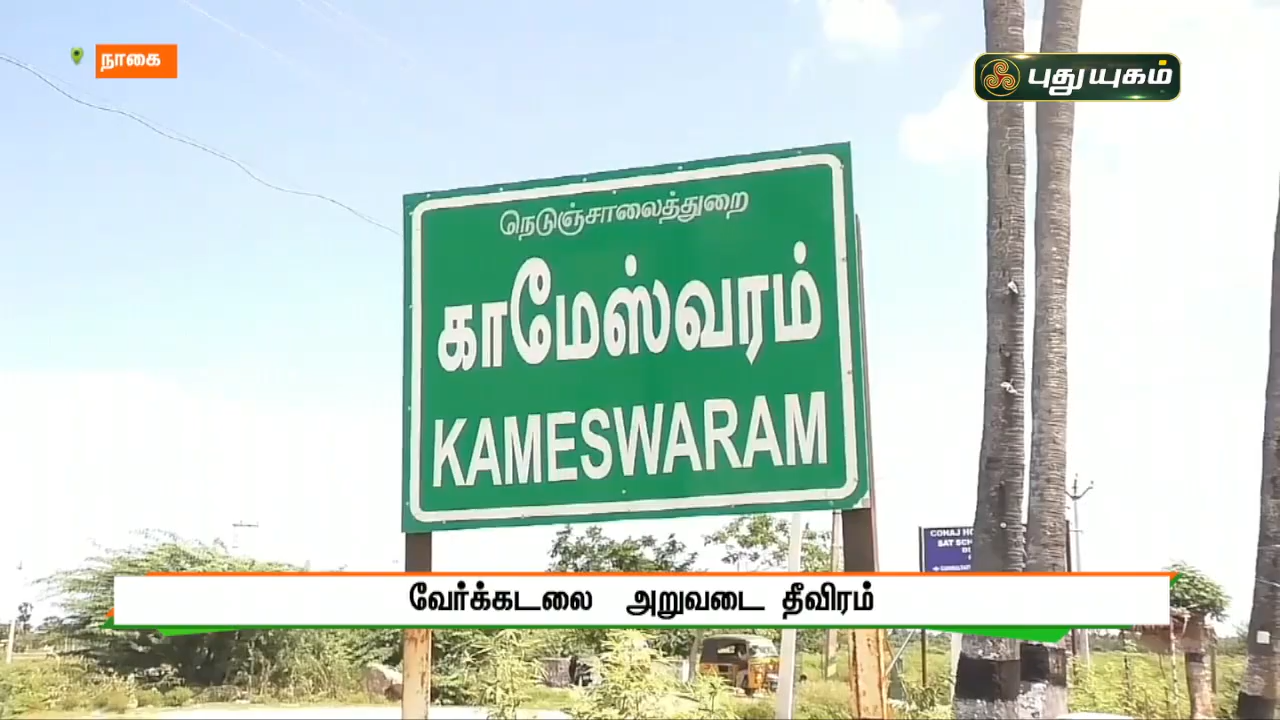 நாகை
புதுயுகம்
நெடுஞ்சாலைத்துறை
காமேஸ்வரம்
KAMESWARAM
வேர்க்கடலை அறுவடை தீவிரம்